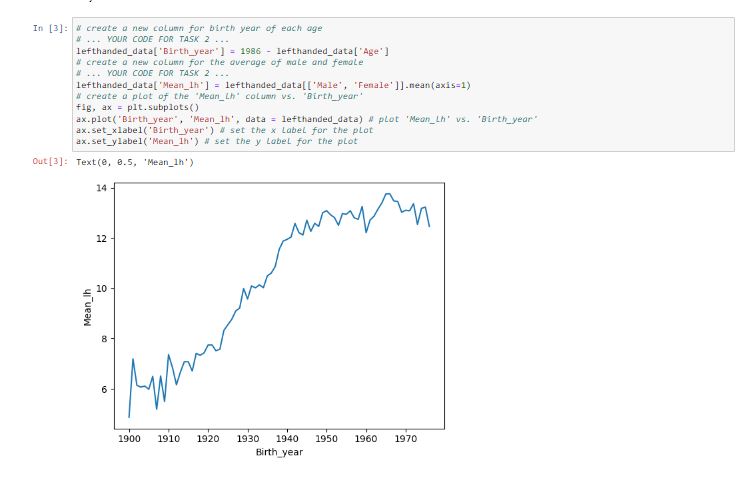 In [3]:
# create a new column for birth year of each age
# ... YOUR CODE FOR TASK 2 ...
lefthanded_data['Birth_year'] = 1986 - lefthanded_data['Age']
# create a new column for the average of male and female
# ... YOUR CODE FOR TASK 2 ...
lefthanded_data['Mean_lh'] = lefthanded_data[['Male', 'Female']].mean(axis=1)
# create a plot of the 'Mean_lh' column vs. 'Birth_year'
fig, ax = plt.subplots()
ax.plot('Birth_year', 'Mean_lh', data = lefthanded_data) # plot 'Mean_lh' vs. 'Birth_year'
ax.set_xlabel('Birth_year') # set the x label for the plot
ax.set_ylabel('Mean_lh') # set the y label for the plot
Out[3]: Text(0, 0.5, 'Mean_lh')
14
12
10
8
6
Mean_lh
1900 1910 1920 1930 1940 1950 1960 1970
Birth_year